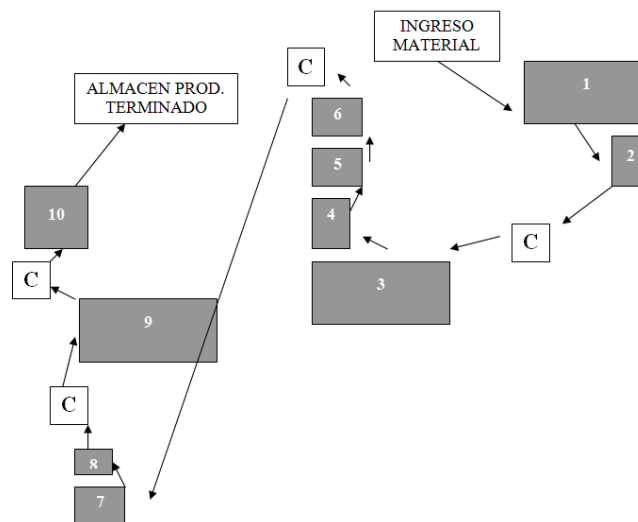 INGRESO
MATERIAL
C
1
ALMACEN PROD.
TERMINADO
6
2
5
10
4
C
C
3
9
C
8
7